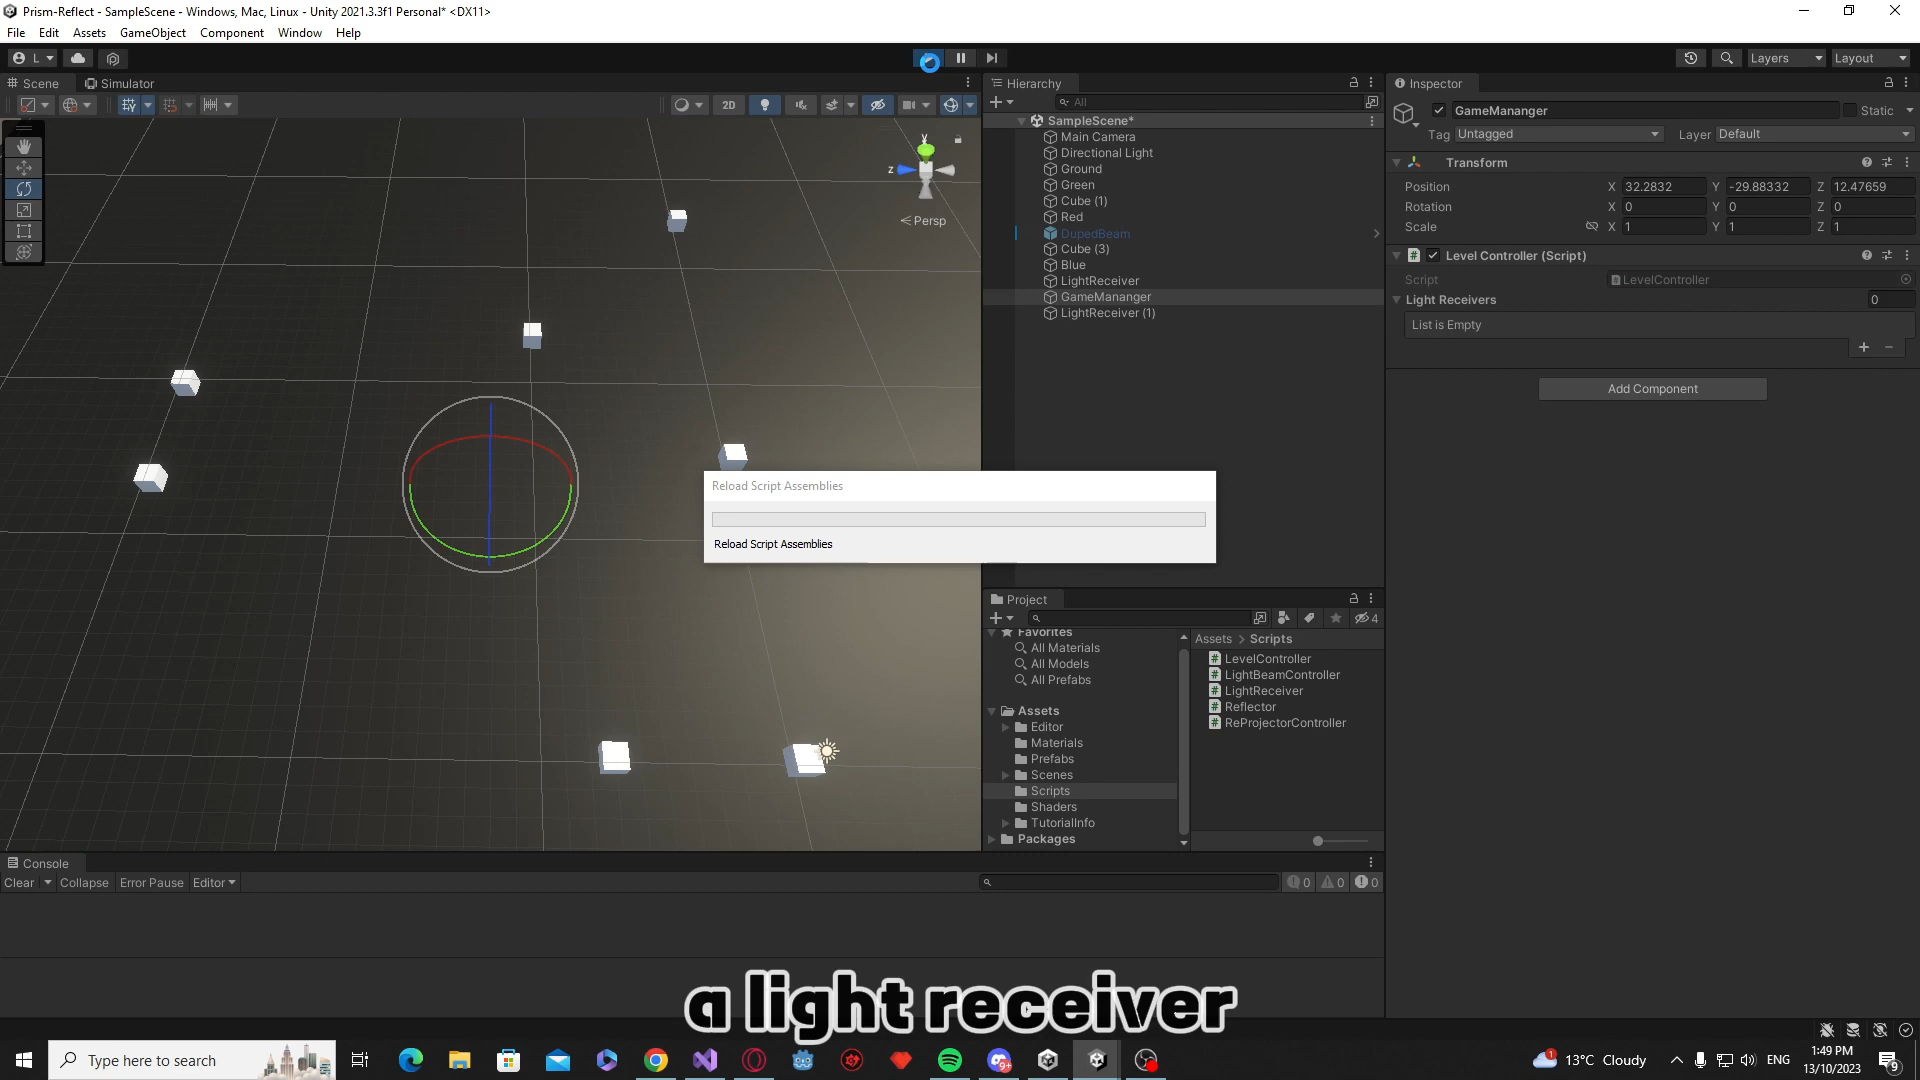 Prism-Reflect - SampleScene - Windows, Mac, Linux - Unity 2021.3.3f1 Personal* <DX11>
File Edit Assets GameObject Component Window Help
L
Layers
Layout
Scene
Simulator
2D
y
z
Persp
Reload Script Assemblies
Reload Script Assemblies
Hierarchy
All
SampleScene*
Main Camera
Directional Light
Ground
Green
Cube (1)
Red
DupedBeam
Cube (3)
Blue
LightReceiver
GameMananger
LightReceiver (1)
Project
4
Favorites
All Materials
All Models
All Prefabs
Assets
Editor
Materials
Prefabs
Scenes
Scripts
Shaders
TutorialInfo
Packages
Assets > Scripts
LevelController
LightBeamController
LightReceiver
Reflector
ReProjectorController
Inspector
GameMananger
Static
Tag Untagged Layer Default
Transform
Position X 32.2832 Y -29.88332 Z 12.47659
Rotation X 0 Y 0 Z 0
Scale X 1 Y 1 Z 1
# Level Controller (Script)
Script LevelController
Light Receivers 0
List is Empty
+ -
Add Component
Console
Clear Collapse Error Pause Editor
0 0 0
a light receiver
Type here to search
9+
1
13°C Cloudy
ENG
1:49 PM
13/10/2023
9